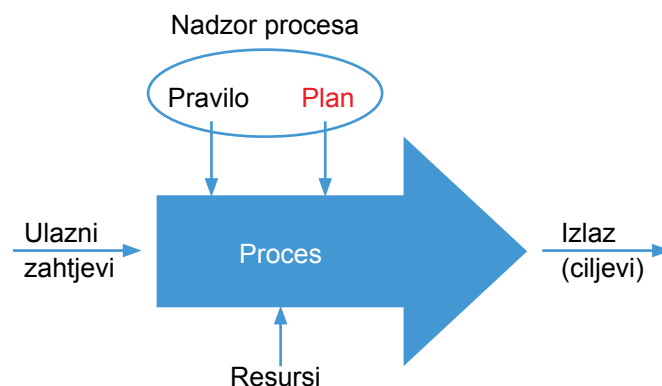 Nadzor procesa
Pravilo Plan
Ulazni
zahtjevi
Proces
Izlaz
(ciljevi)
Resursi